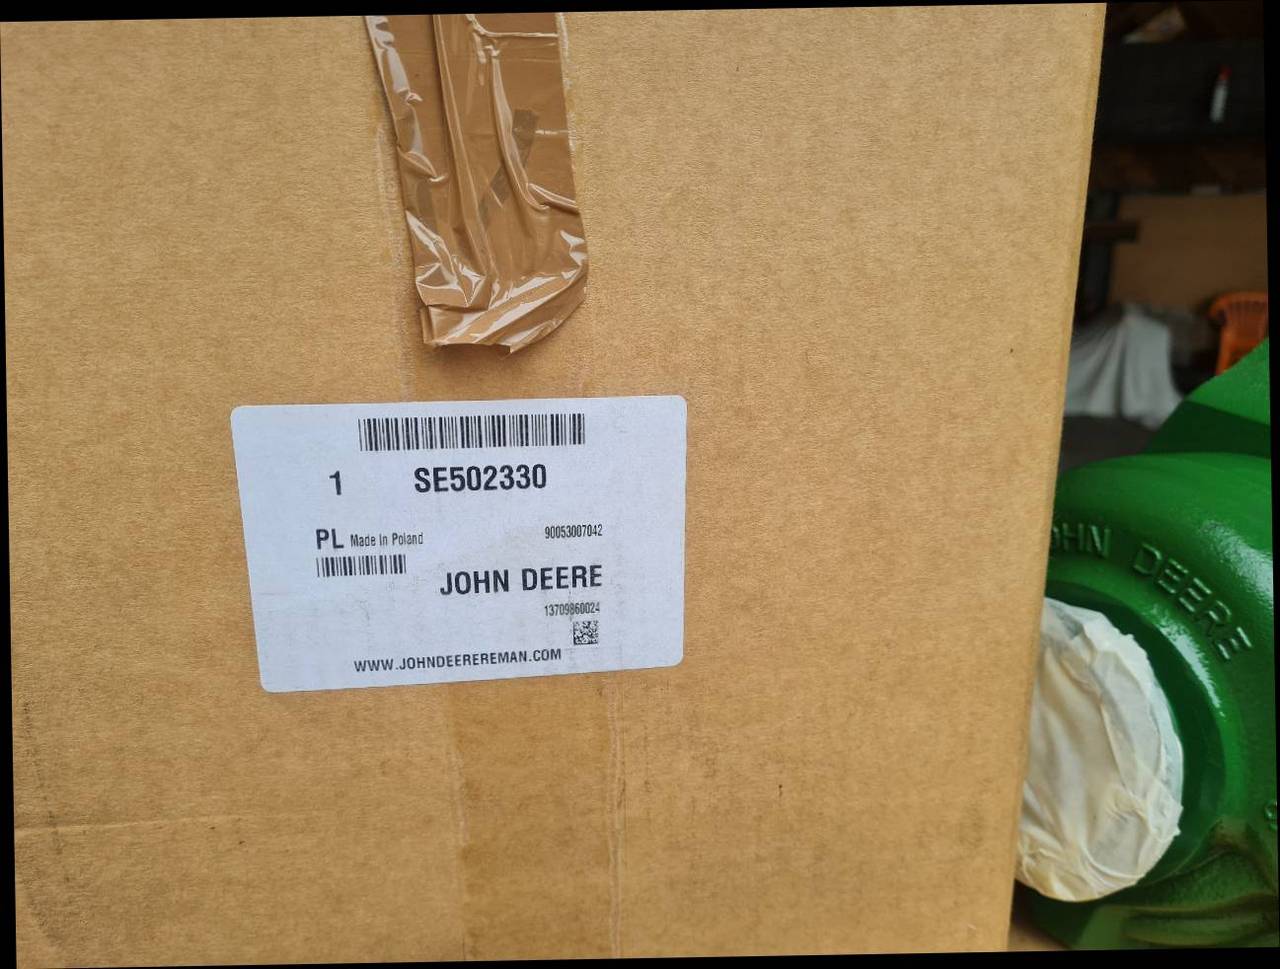 1 SE502330
PL Made In Poland 90053007042
JOHN DEERE
13709860024
WWW.JOHNDEEREREMAN.COM
JOHN DEERE